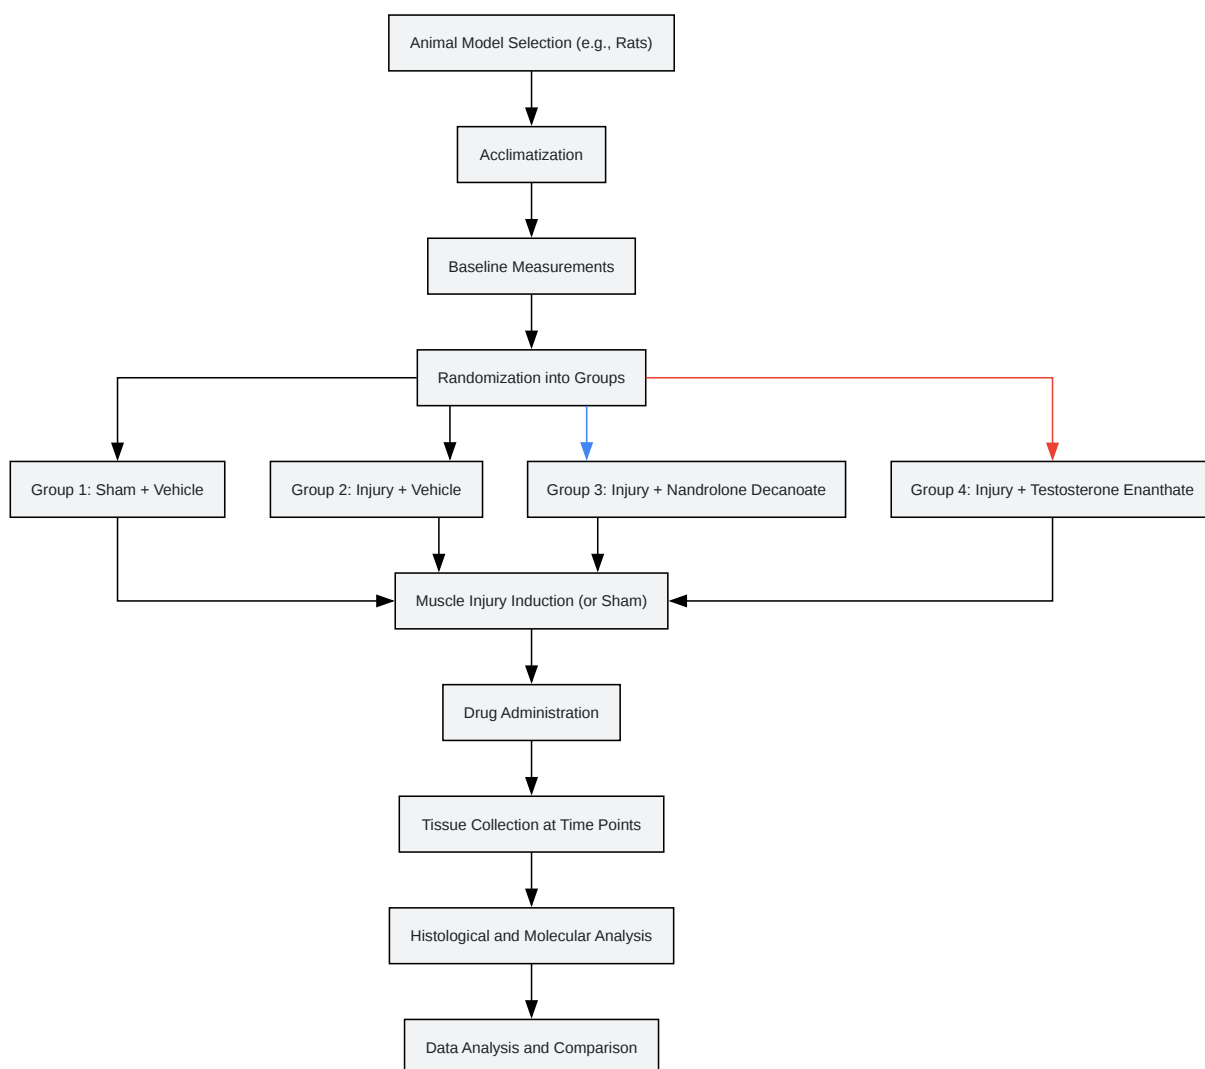 Animal Model Selection (e.g., Rats)
Acclimatization
Baseline Measurements
Randomization into Groups
Group 1: Sham + Vehicle
Group 2: Injury + Vehicle
Group 3: Injury + Nandrolone Decanoate
Group 4: Injury + Testosterone Enanthate
Muscle Injury Induction (or Sham)
Drug Administration
Tissue Collection at Time Points
Histological and Molecular Analysis
Data Analysis and Comparison